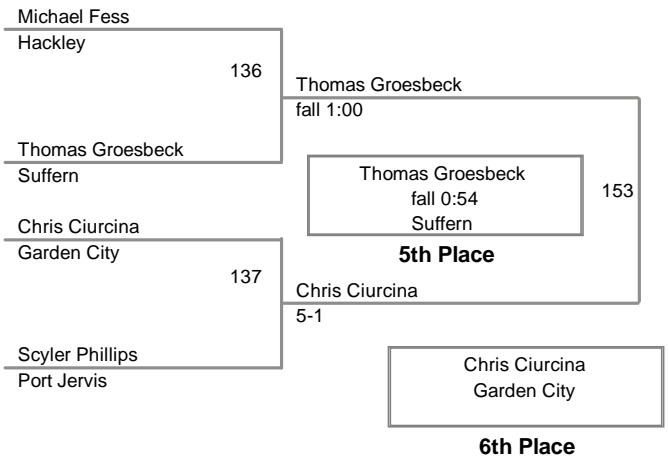 Michael Fess
Hackley
136
Thomas Groesbeck
fall 1:00
Thomas Groesbeck
Suffern
Thomas Groesbeck
fall 0:54
Suffern
153
5th Place
Chris Ciurcina
Garden City
137
Chris Ciurcina
5-1
Scyler Phillips
Port Jervis
Chris Ciurcina
Garden City
6th Place